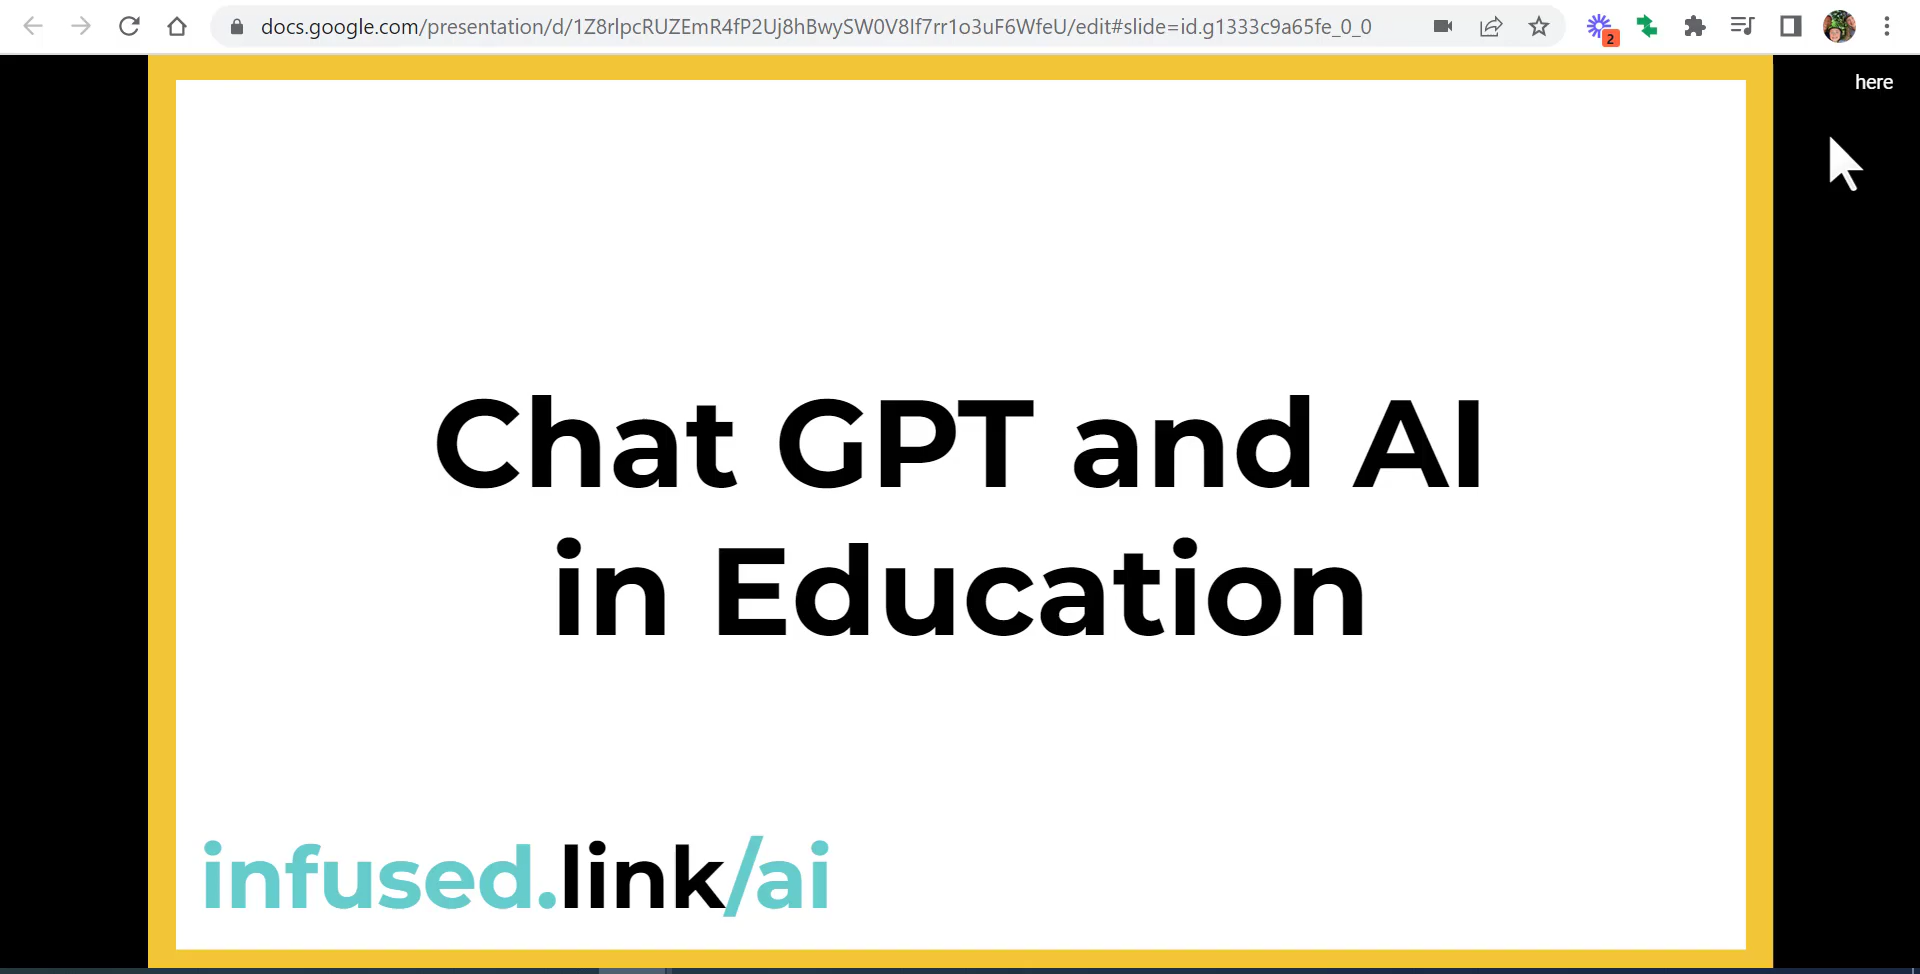 docs.google.com/presentation/d/1Z8rlpcRUZEmR4fP2Uj8hBwySW0V8If7rr1o3uF6WfeU/edit#slide=id.g1333c9a65fe_0_0
2
here
Chat GPT and AI
in Education
infused.link/ai